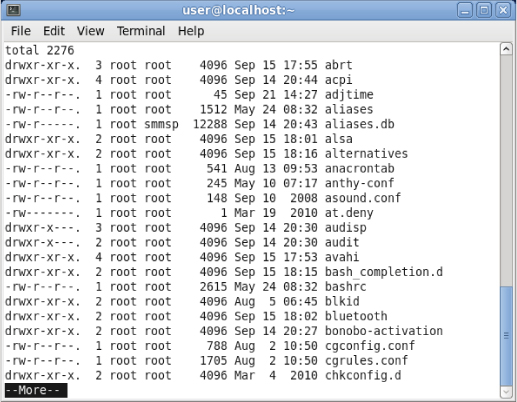 user@localhost:~
File Edit View Terminal Help
total 2276
drwxr-xr-x.  3 root root    4096 Sep 15 17:55 abrt
drwxr-xr-x.  4 root root    4096 Sep 14 20:44 acpi
-rw-r--r--.  1 root root      45 Sep 21 14:27 adjtime
-rw-r--r--.  1 root root    1512 May 24 08:32 aliases
-rw-r-----.  1 root smmsp  12288 Sep 14 20:43 aliases.db
drwxr-xr-x.  2 root root    4096 Sep 15 18:01 alsa
drwxr-xr-x.  2 root root    4096 Sep 15 18:16 alternatives
-rw-r--r--.  1 root root     541 Aug 13 09:53 anacrontab
-rw-r--r--.  1 root root     245 May 10 07:17 anthy-conf
-rw-r--r--.  1 root root     148 Sep 10  2008 asound.conf
-rw-------.  1 root root       1 Mar 19  2010 at.deny
drwxr-x---.  3 root root    4096 Sep 14 20:30 audisp
drwxr-x---.  2 root root    4096 Sep 14 20:30 audit
drwxr-xr-x.  4 root root    4096 Sep 15 17:53 avahi
drwxr-xr-x.  2 root root    4096 Sep 15 18:15 bash_completion.d
-rw-r--r--.  1 root root    2615 May 24 08:32 bashrc
drwxr-xr-x.  2 root root    4096 Aug  5 06:45 blkid
drwxr-xr-x.  2 root root    4096 Sep 15 18:02 bluetooth
drwxr-xr-x.  2 root root    4096 Sep 14 20:27 bonobo-activation
-rw-r--r--.  1 root root     788 Aug  2 10:50 cgconfig.conf
-rw-r--r--.  1 root root    1705 Aug  2 10:50 cgrules.conf
drwxr-xr-x.  2 root root    4096 Mar  4  2010 chkconfig.d
--More--